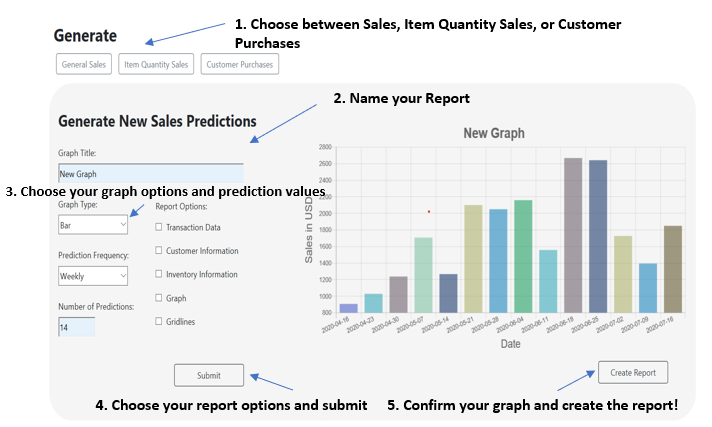 1. Choose between Sales, Item Quantity Sales, or Customer
Purchases
Generate
General Sales
Item Quantity Sales
Customer Purchases
2. Name your Report
Generate New Sales Predictions
Graph Title:
New Graph
3. Choose your graph options and prediction values
Graph Type:
Bar
Prediction Frequency:
Weekly
Number of Predictions:
14
Report Options:
Transaction Data
Customer Information
Inventory Information
Graph
Gridlines
Submit
New Graph
Sales in USD
2800
2600
2400
2200
2000
1800
1600
1400
1200
1000
800
2020-04-16
2020-04-23
2020-04-30
2020-05-07
2020-05-14
2020-05-21
2020-05-28
2020-06-04
2020-06-11
2020-06-18
2020-06-25
2020-07-02
2020-07-09
2020-07-16
Date
Create Report
4. Choose your report options and submit
5. Confirm your graph and create the report!